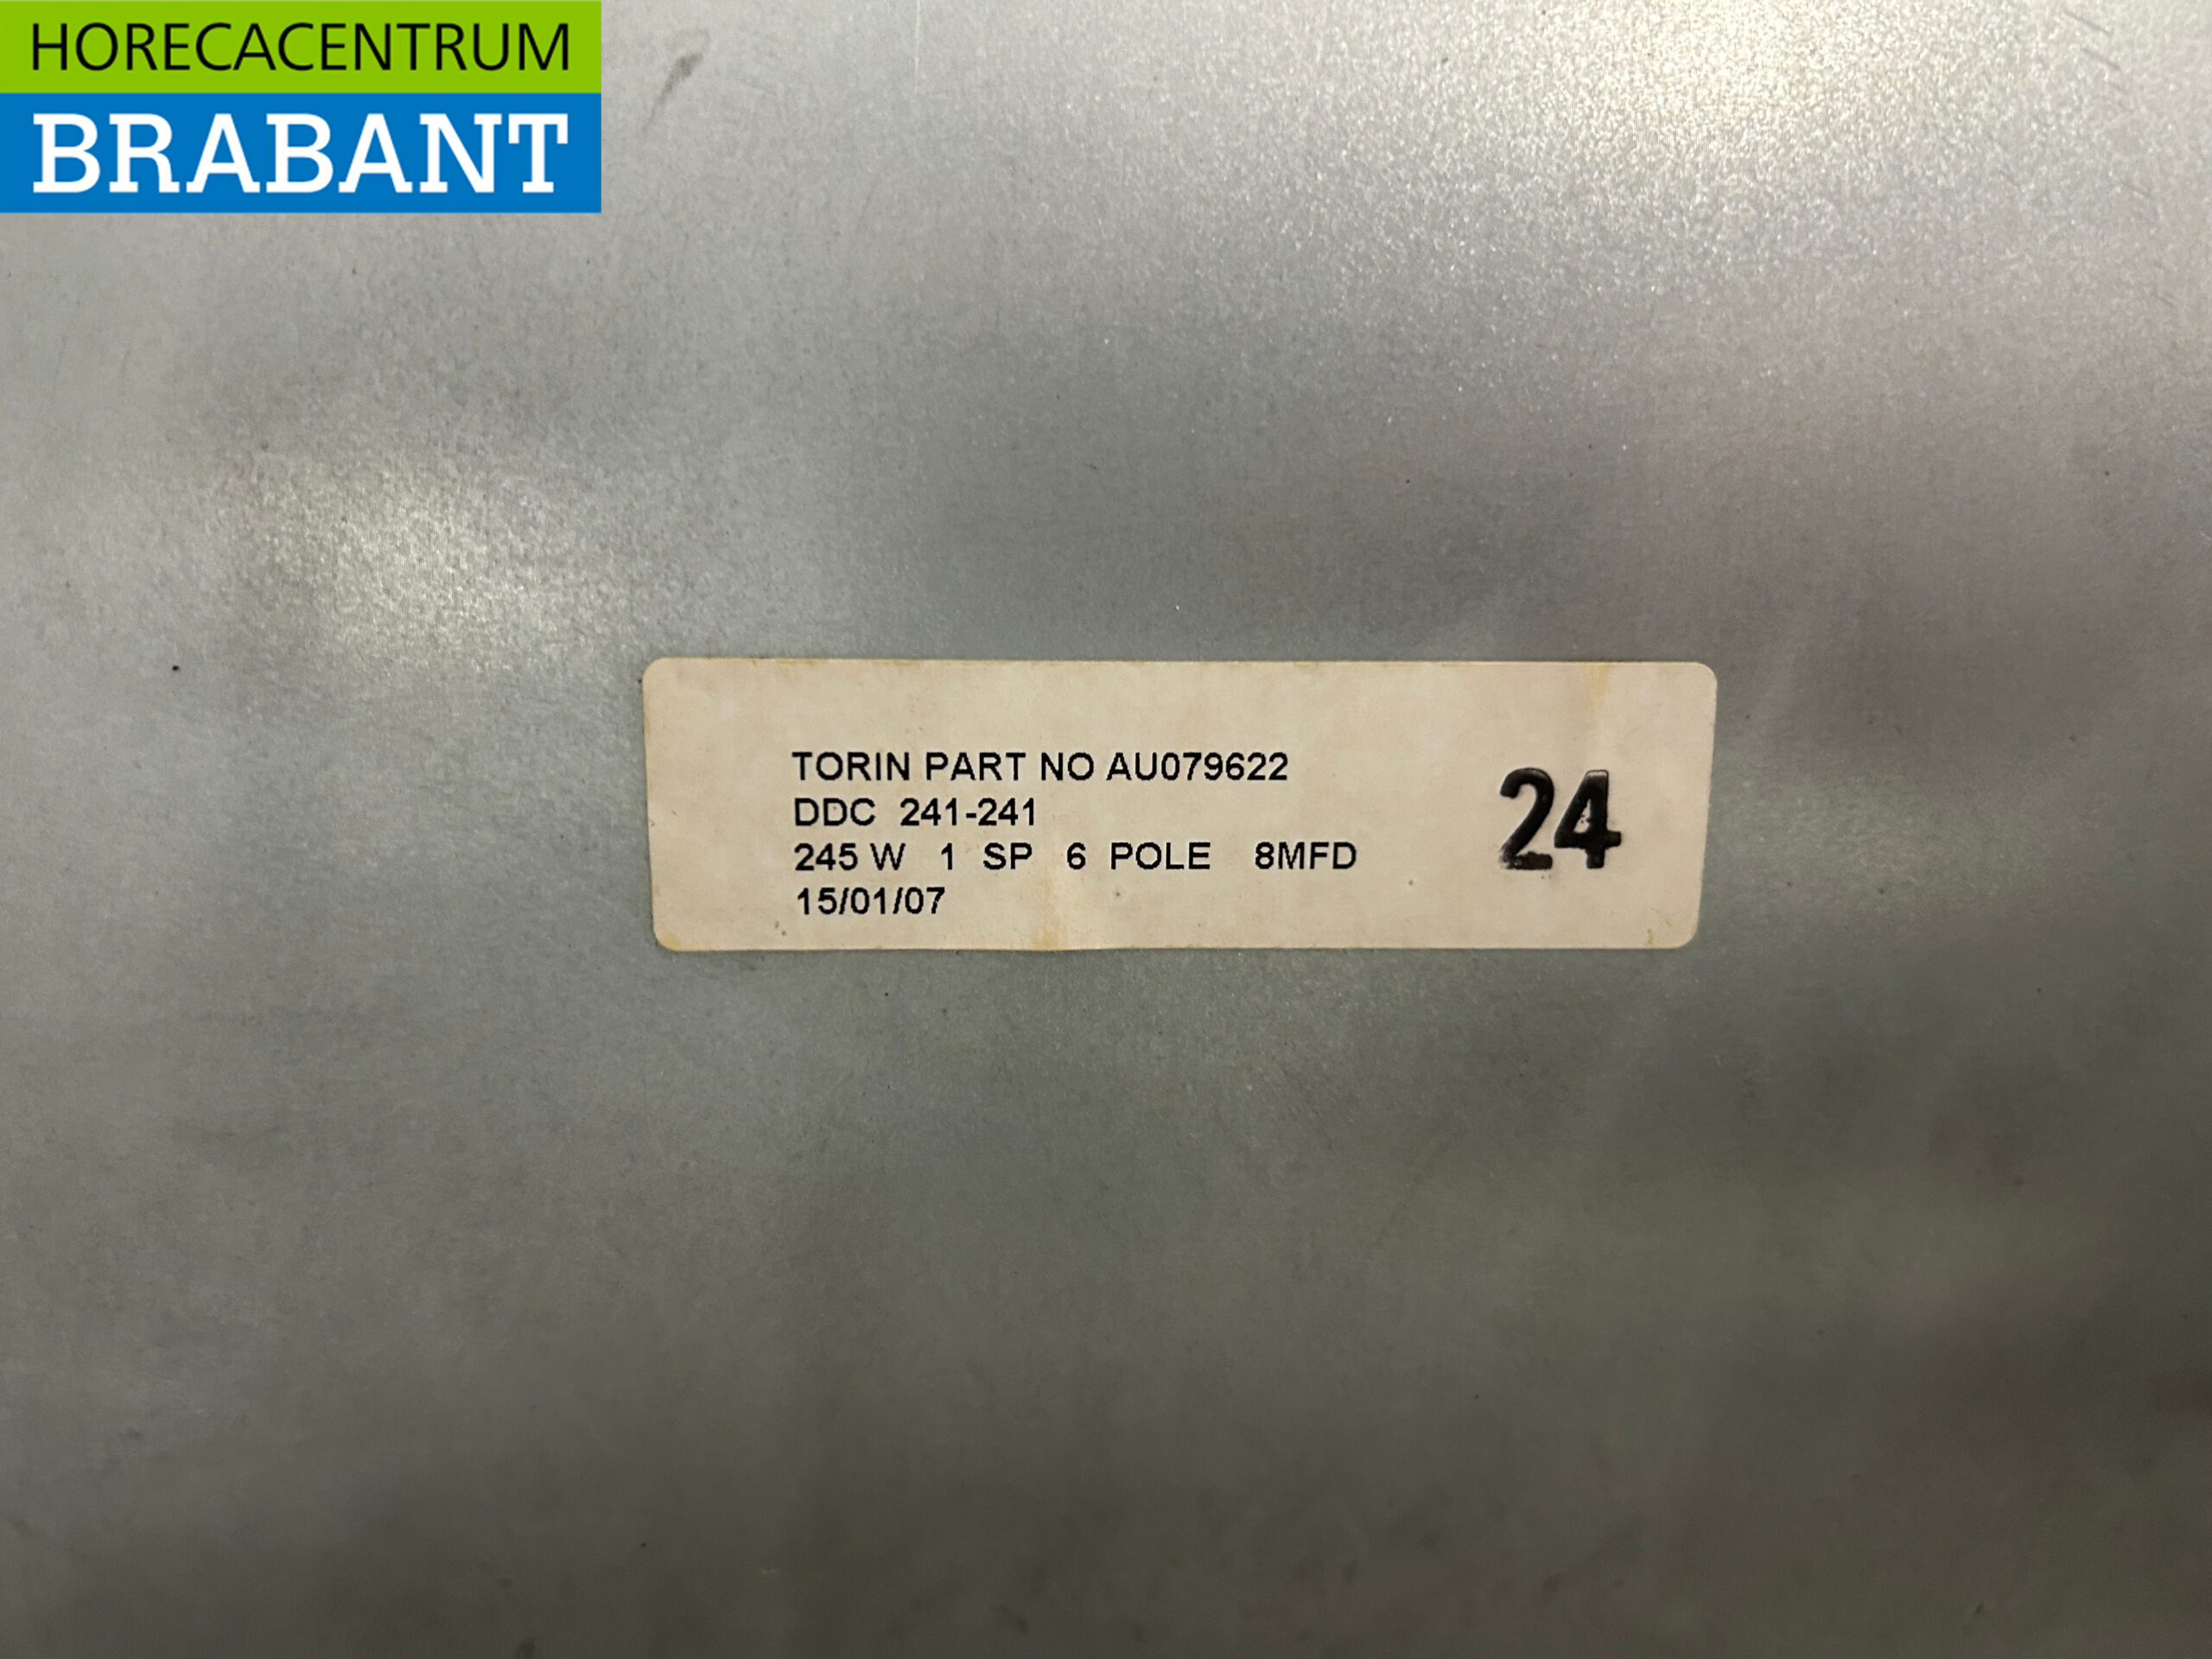 HORECACENTRUM
BRABANT
TORIN PART NO AU079622
DDC 241-241
245 W 1 SP 6 POLE 8MFD
15/01/07
24